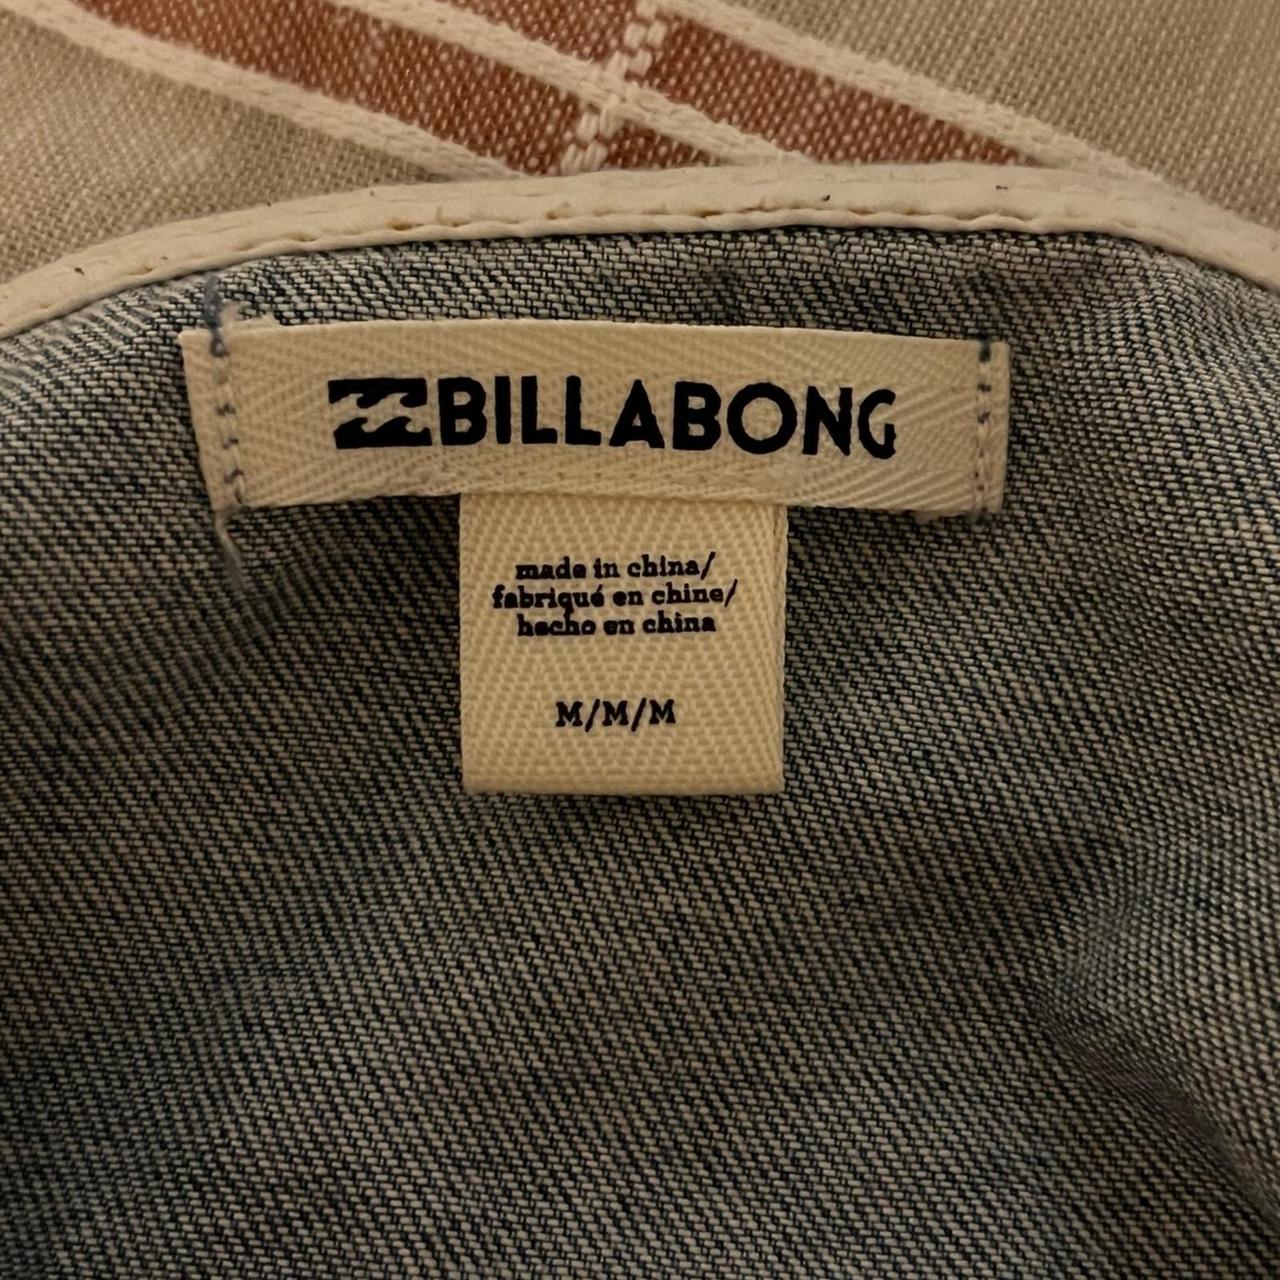 BILLABONG
made in china/
fabriqué en chine/
hecho en china
M/M/M